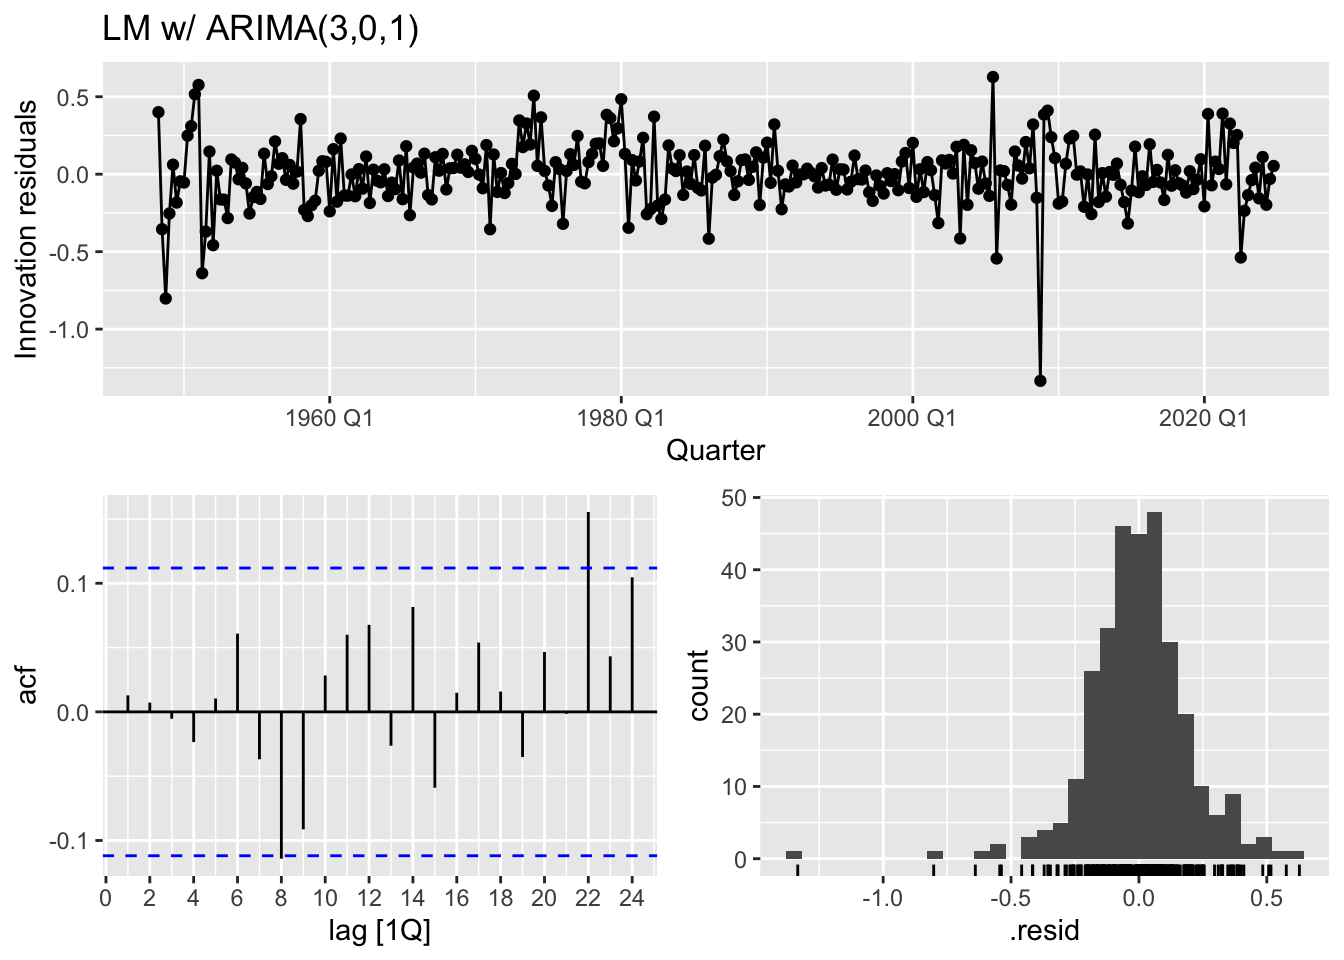 LM w/ ARIMA(3,0,1)
Innovation residuals
0.5
0.0
-0.5
-1.0
1960 Q1
1980 Q1
2000 Q1
2020 Q1
Quarter
acf
0.1
0.0
-0.1
0 2 4 6 8 10 12 14 16 18 20 22 24
lag [1Q]
count
50
40
30
20
10
0
-1.0 -0.5 0.0 0.5
.resid